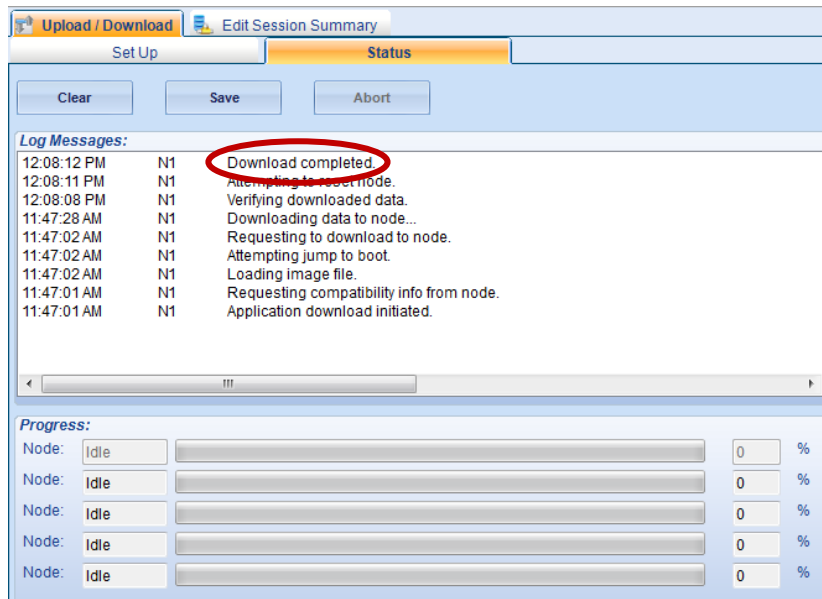 Upload / Download Edit Session Summary
Set Up Status
Clear Save Abort
Log Messages:
12:08:12 PM N1 Download completed.
12:08:11 PM N1 Attempting to reset node.
12:08:08 PM N1 Verifying downloaded data.
11:47:28 AM N1 Downloading data to node...
11:47:02 AM N1 Requesting to download to node.
11:47:02 AM N1 Attempting jump to boot.
11:47:02 AM N1 Loading image file.
11:47:01 AM N1 Requesting compatibility info from node.
11:47:01 AM N1 Application download initiated.
Progress:
Node: Idle 0 %
Node: Idle 0 %
Node: Idle 0 %
Node: Idle 0 %
Node: Idle 0 %